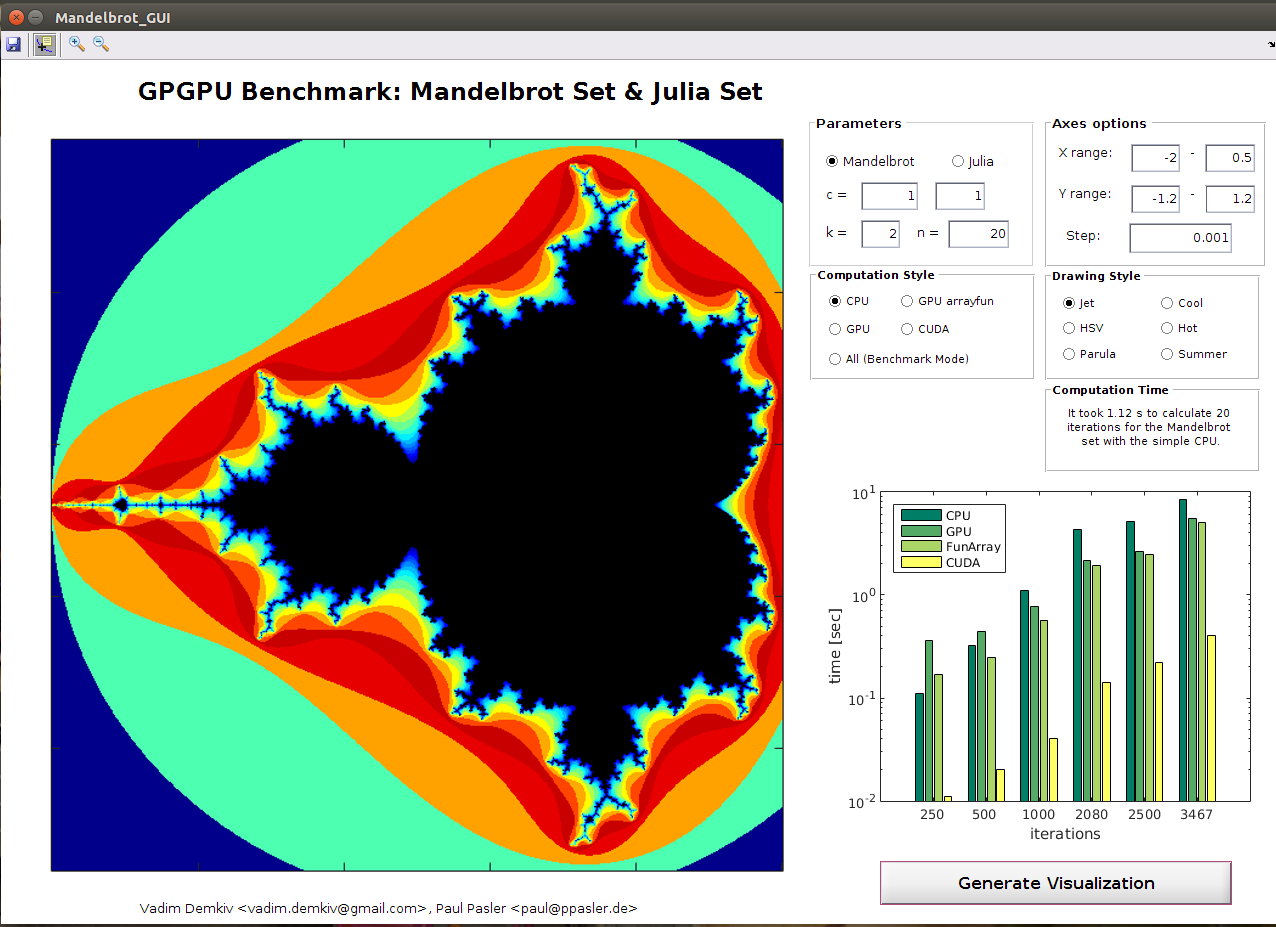 Mandelbrot_GUI
GPGPU Benchmark: Mandelbrot Set & Julia Set
Parameters
Mandelbrot Julia
c = 1 1
k = 2 n = 20
Axes options
X range: -2 - 0.5
Y range: -1.2 - 1.2
Step: 0.001
Computation Style
CPU GPU arrayfun
GPU CUDA
All (Benchmark Mode)
Drawing Style
Jet Cool
HSV Hot
Parula Summer
Computation Time
It took 1.12 s to calculate 20
iterations for the Mandelbrot
set with the simple CPU.
10^1
10^0
10^-1
10^-2
time [sec]
CPU
GPU
FunArray
CUDA
250 500 1000 2080 2500 3467
iterations
Generate Visualization
Vadim Demkiv <vadim.demkiv@gmail.com>, Paul Pasler <paul@ppasler.de>